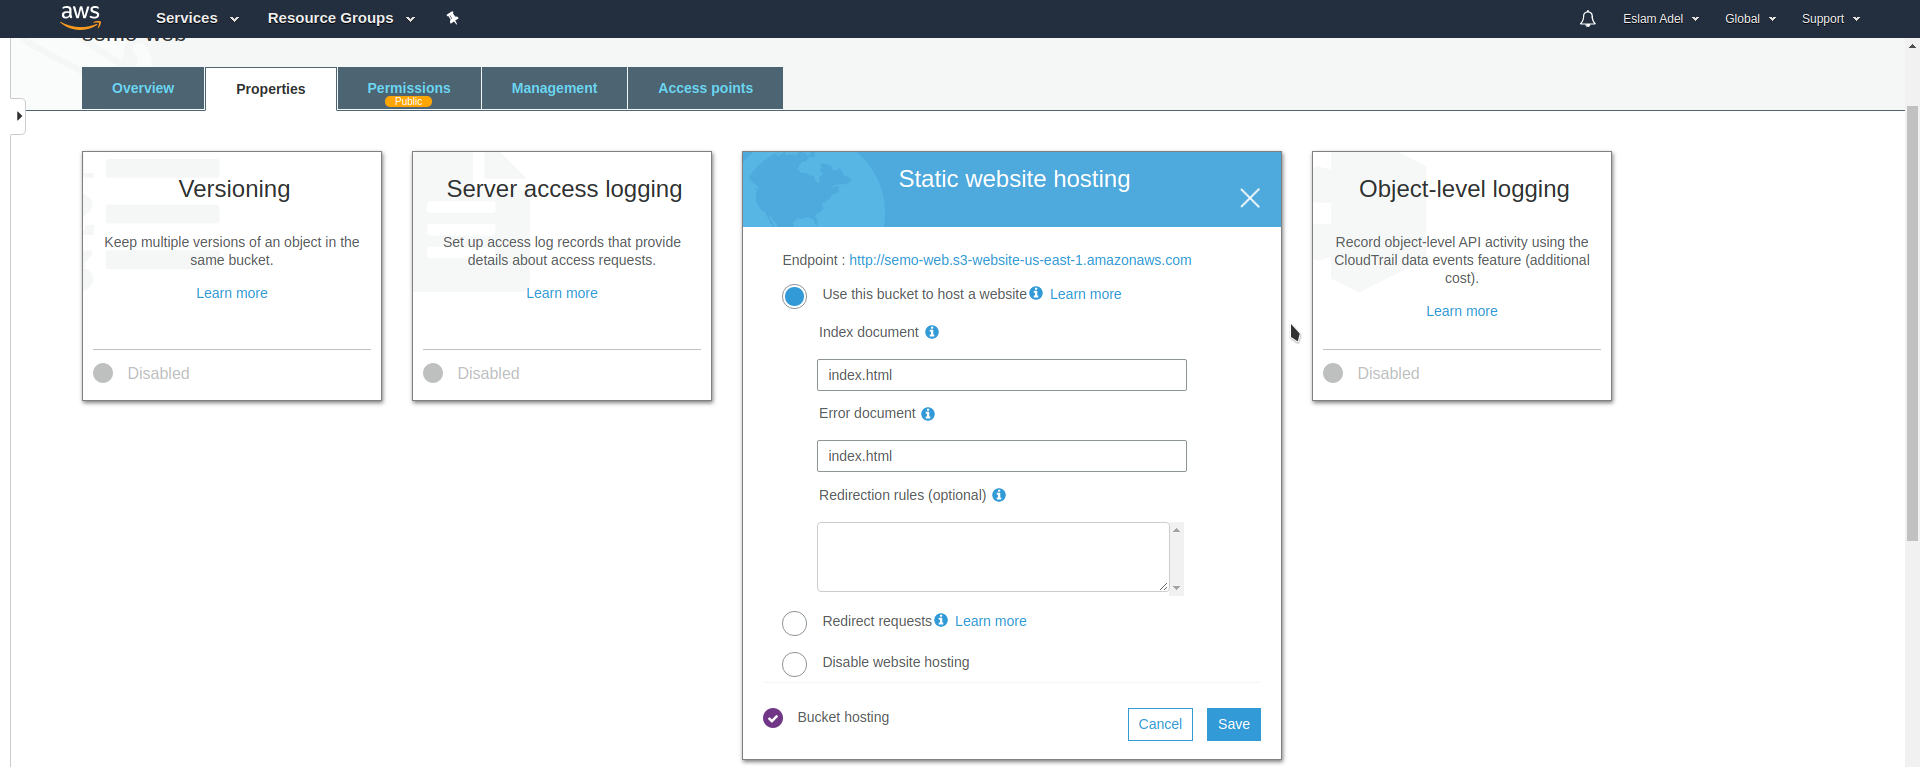 aws Services Resource Groups Eslam Adel Global Support
semo-web
Overview Properties Permissions Management Access points
Public
Versioning
Keep multiple versions of an object in the
same bucket.
Learn more
Disabled
Server access logging
Set up access log records that provide
details about access requests.
Learn more
Disabled
Static website hosting
Endpoint : http://semo-web.s3-website-us-east-1.amazonaws.com
Use this bucket to host a website Learn more
Index document
index.html
Error document
index.html
Redirection rules (optional)
Redirect requests Learn more
Disable website hosting
Bucket hosting
Cancel Save
Object-level logging
Record object-level API activity using the
CloudTrail data events feature (additional
cost).
Learn more
Disabled